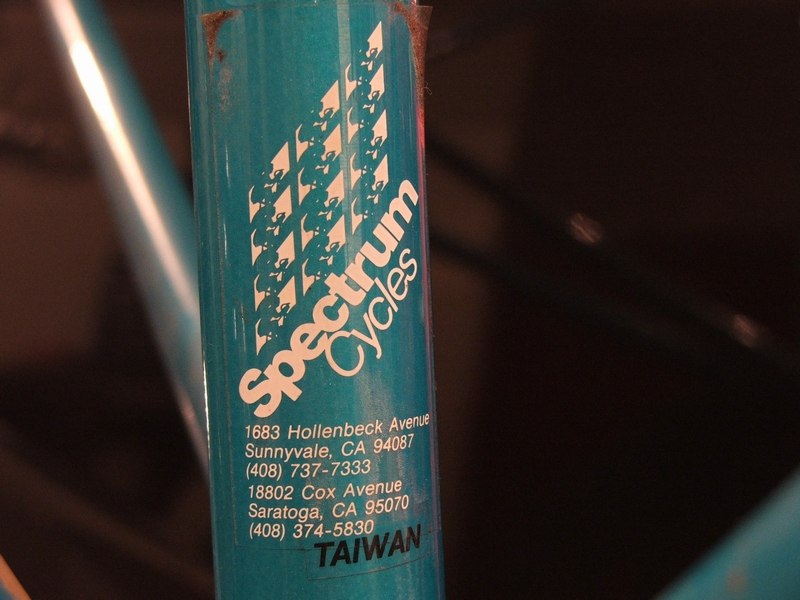 Spectrum
Cycles
1683 Hollenbeck Avenue
Sunnyvale, CA 94087
(408) 737-7333
18802 Cox Avenue
Saratoga, CA 95070
(408) 374-5830
TAIWAN